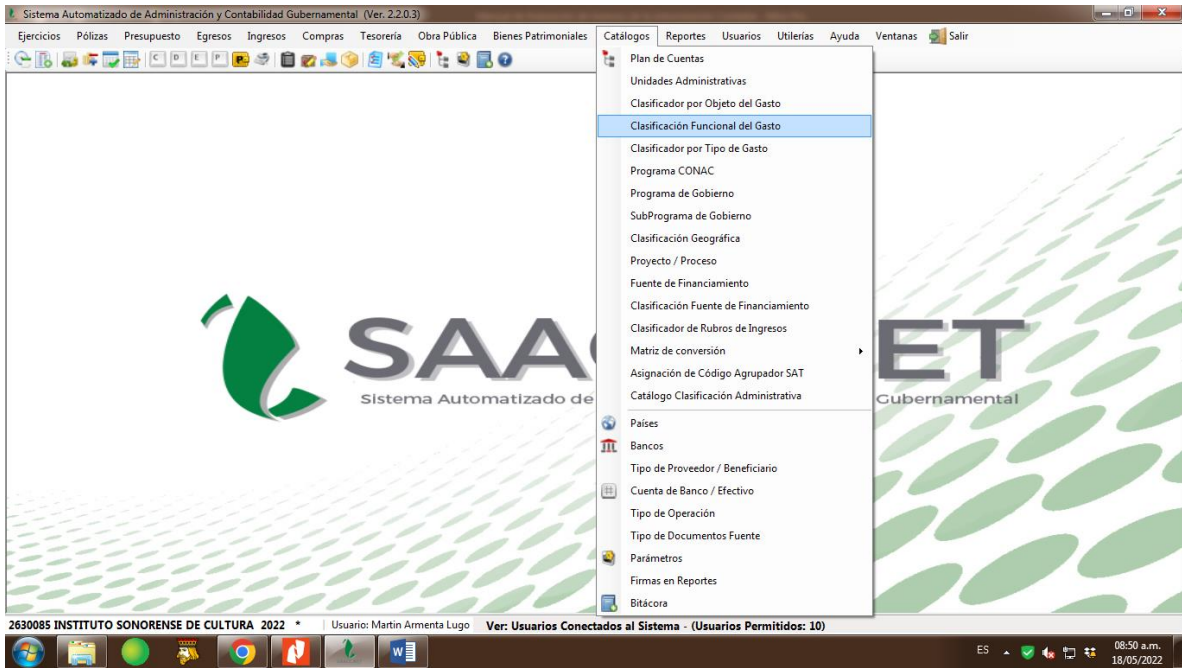 Sistema Automatizado de Administración y Contabilidad Gubernamental (Ver. 2.2.0.3)
Ejercicios Pólizas Presupuesto Egresos Ingresos Compras Tesorería Obra Pública Bienes Patrimoniales Catálogos Reportes Usuarios Utilerías Ayuda Ventanas Salir
C D E P P
Plan de Cuentas
Unidades Administrativas
Clasificador por Objeto del Gasto
Clasificación Funcional del Gasto
Clasificador por Tipo de Gasto
Programa CONAC
Programa de Gobierno
SubPrograma de Gobierno
Clasificación Geográfica
Proyecto / Proceso
Fuente de Financiamiento
Clasificación Fuente de Financiamiento
Clasificador de Rubros de Ingresos
Matriz de conversión
Asignación de Código Agrupador SAT
Catálogo Clasificación Administrativa
Países
Bancos
Tipo de Proveedor / Beneficiario
Cuenta de Banco / Efectivo
Tipo de Operación
Tipo de Documentos Fuente
Parámetros
Firmas en Reportes
Bitácora
SAA ET
Sistema Automatizado de Gubernamental
2630085 INSTITUTO SONORENSE DE CULTURA 2022 * Usuario: Martin Armenta Lugo Ver: Usuarios Conectados al Sistema - (Usuarios Permitidos: 10)
W
ES 08:50 a.m.
18/05/2022